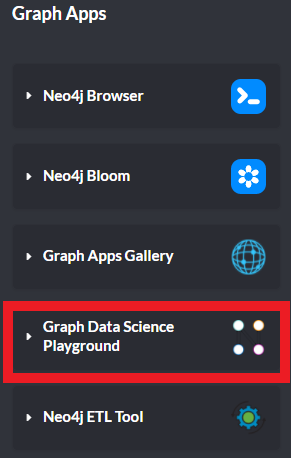 Graph Apps
Neo4j Browser
Neo4j Bloom
Graph Apps Gallery
Graph Data Science
Playground
Neo4j ETL Tool